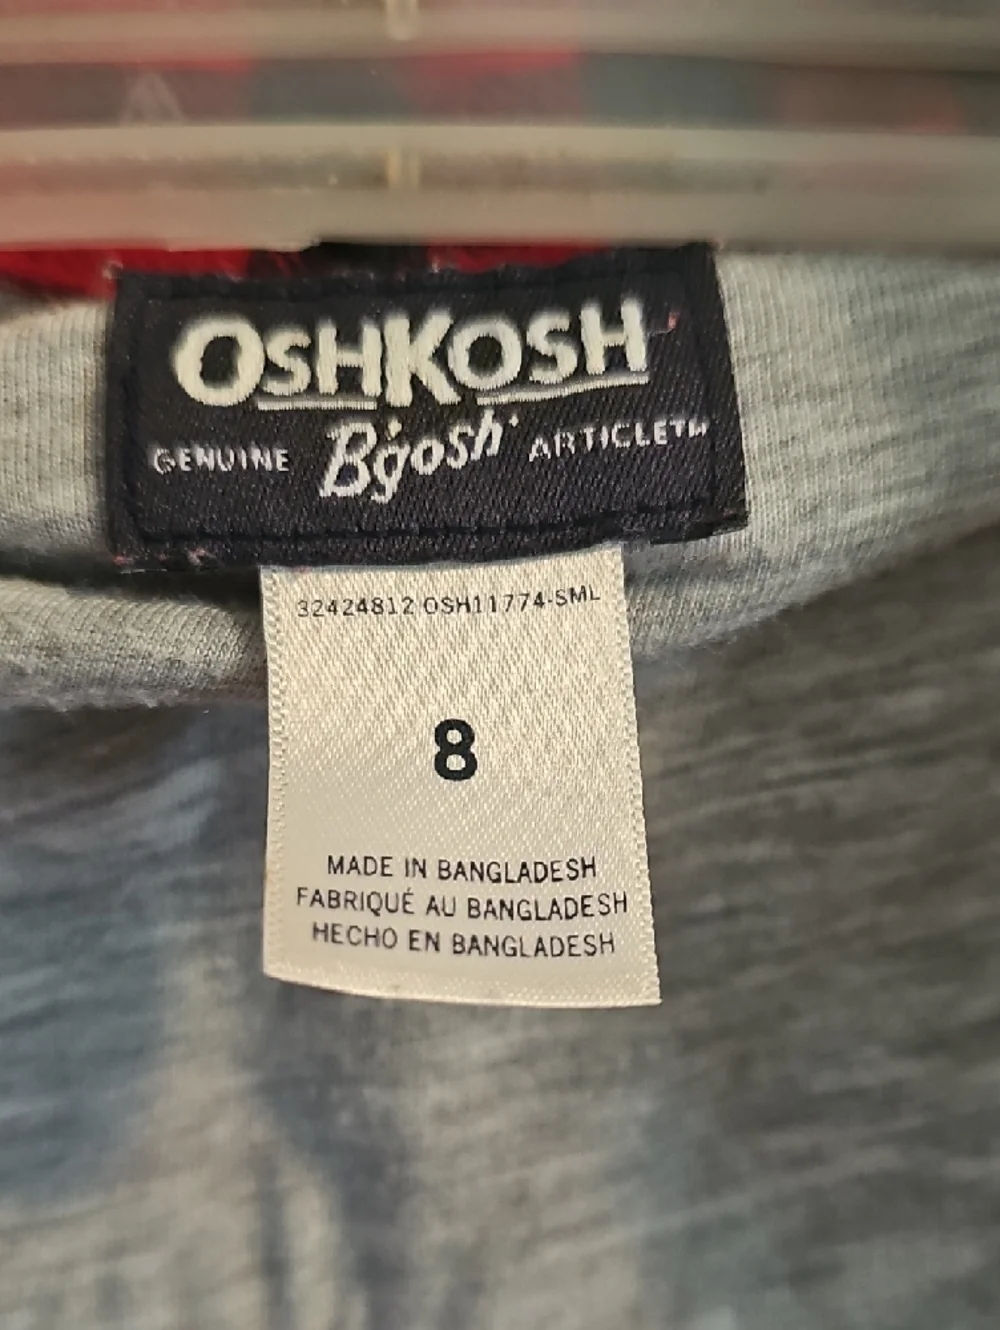 OSHKOSH
GENUINE B'gosh ARTICLE™
32424812 OSH11774-SML
8
MADE IN BANGLADESH
FABRIQUÉ AU BANGLADESH
HECHO EN BANGLADESH